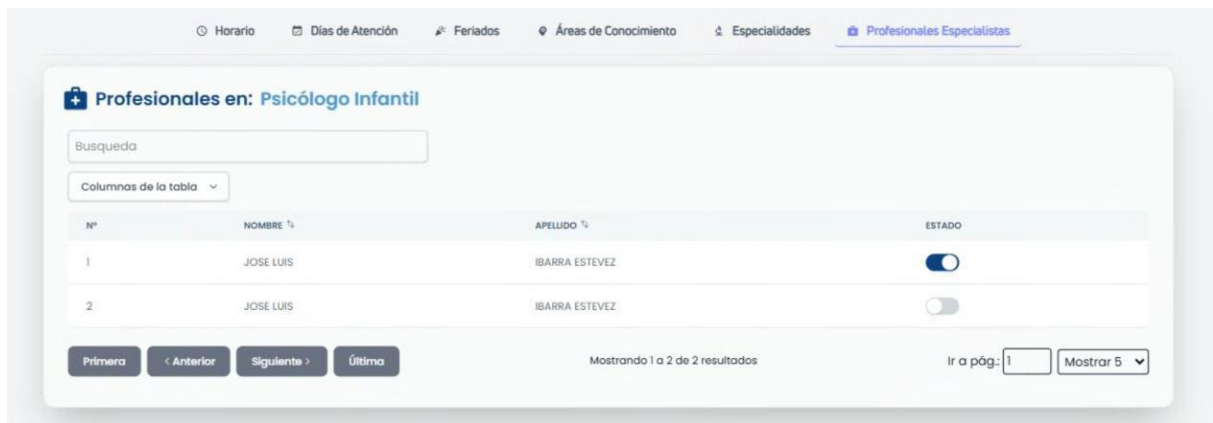 Horario Días de Atención Feriados Áreas de Conocimiento Especialidades Profesionales Especialistas
Profesionales en: Psicólogo Infantil
Busqueda
Columnas de la tabla
N° NOMBRE APELLIDO ESTADO
1 JOSE LUIS IBARRA ESTEVEZ
2 JOSE LUIS IBARRA ESTEVEZ
Primera < Anterior Siguiente > Última Mostrando 1 a 2 de 2 resultados Ir a pág.: 1 Mostrar 5